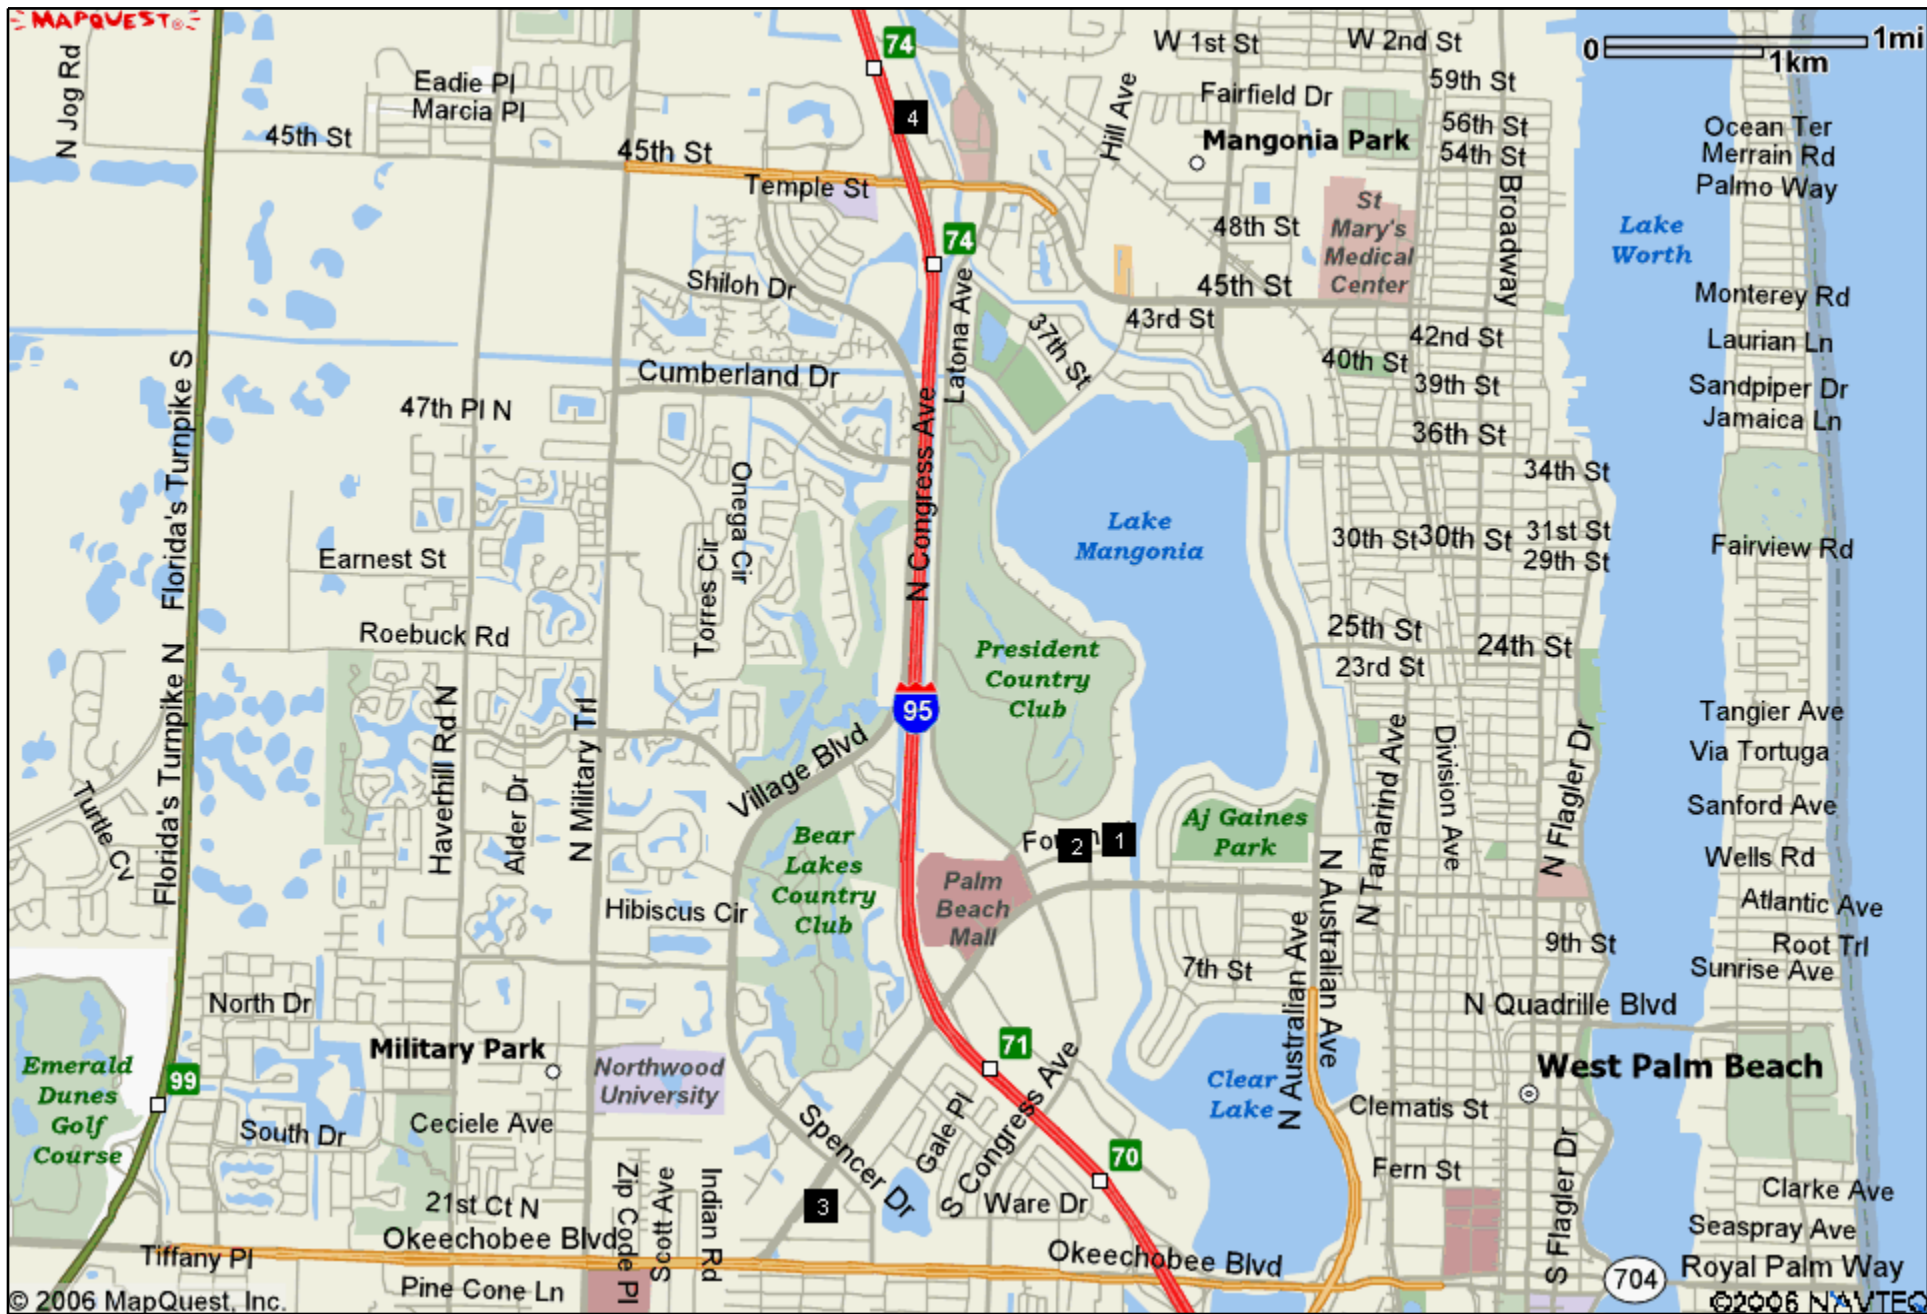 MAPQUEST®
74
W 1st St
W 2nd St
0
1mi
1km
N Jog Rd
Eadie Pl
Marcia Pl
Hill Ave
Fairfield Dr
59th St
4
45th St
45th St
Mangonia Park
56th St
54th St
Ocean Ter
Merrain Rd
Palmo Way
Temple St
St
Mary's
Medical
Center
Broadway
Lake
Worth
48th St
74
Shiloh Dr
45th St
Monterey Rd
Latona Ave
43rd St
37th St
42nd St
Laurian Ln
40th St
Cumberland Dr
39th St
Sandpiper Dr
Jamaica Ln
47th Pl N
36th St
Florida's Turnpike S
N Congress Ave
34th St
Onega Cir
Lake
Mangonia
30th St
30th St
31st St
29th St
Fairview Rd
Earnest St
Torres Cir
Roebuck Rd
25th St
24th St
23rd St
President
Country
Club
Florida's Turnpike N
95
Haverhill Rd N
N Military Trl
Village Blvd
N Tamarind Ave
Division Ave
N Flagler Dr
Tangier Ave
Via Tortuga
Turtle CV
Alder Dr
Sanford Ave
Bear
Lakes
Country
Club
2
1
Aj Gaines
Park
Wells Rd
Palm
Beach
Mall
Hibiscus Cir
Atlantic Ave
N Australian Ave
N Australian Ave
9th St
Root Trl
7th St
Sunrise Ave
North Dr
N Quadrille Blvd
Military Park
71
Emerald
Dunes
Golf
Course
99
Northwood
University
Clear
Lake
West Palm Beach
Clematis St
Ceciele Ave
South Dr
Spencer Dr
Gale Pl
S Congress Ave
70
Fern St
S Flagler Dr
Zip Code Pl
Scott Ave
Indian Rd
3
Ware Dr
Clarke Ave
21st Ct N
Seaspray Ave
Okeechobee Blvd
Tiffany Pl
Okeechobee Blvd
704
Royal Palm Way
Pine Cone Ln
© 2006 MapQuest, Inc.
©2006 NAVTEQ